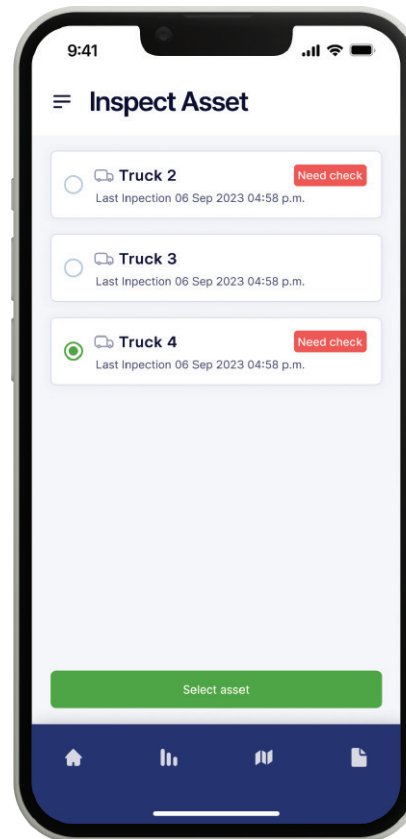 9:41
Inspect Asset
Truck 2
Need check
Last Inpection 06 Sep 2023 04:58 p.m.
Truck 3
Last Inpection 06 Sep 2023 04:58 p.m.
Truck 4
Need check
Last Inpection 06 Sep 2023 04:58 p.m.
Select asset